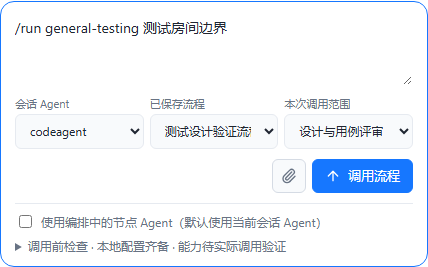 /run general-testing 测试房间边界
会话 Agent
已保存流程
本次调用范围
codeagent
测试设计验证流
设计与用例评审
调用流程
使用编排中的节点 Agent（默认使用当前会话 Agent）
调用前检查 · 本地配置齐备 · 能力待实际调用验证